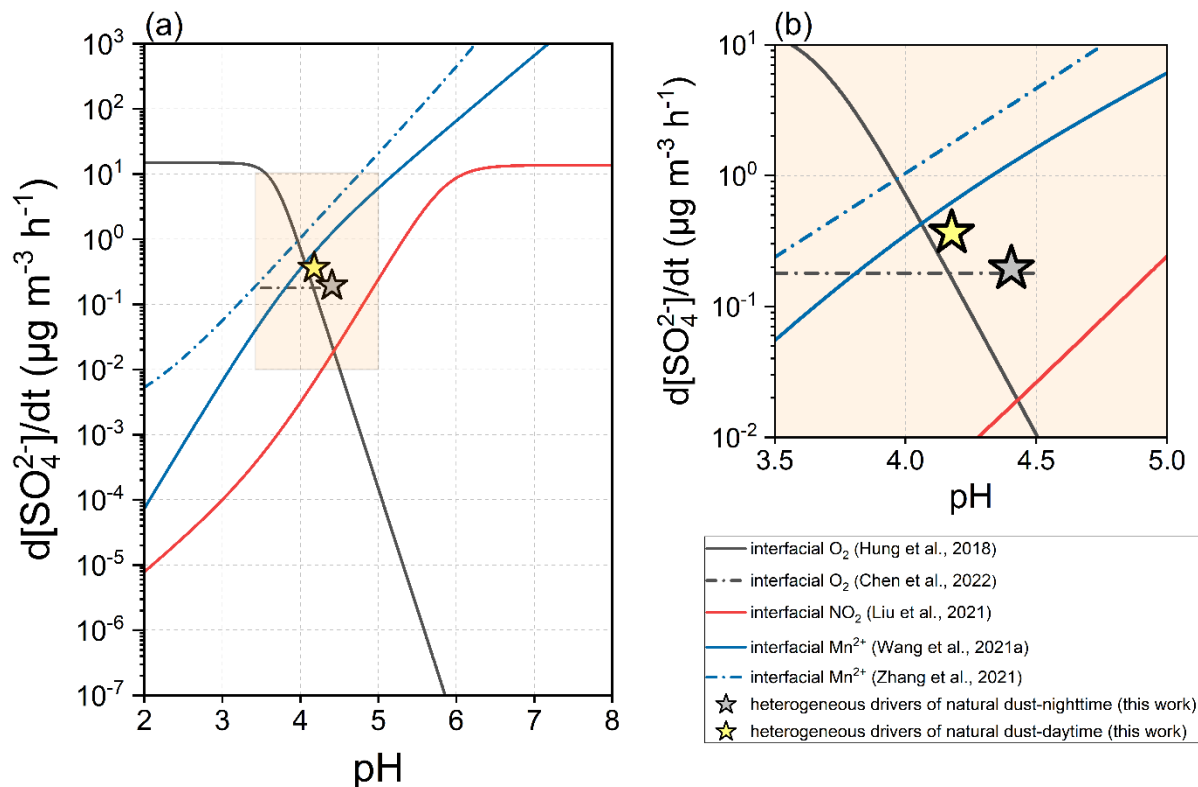 (a)
d[SO₄²⁻]/dt (µg m⁻³ h⁻¹)
10³
10²
10¹
10⁰
10⁻¹
10⁻²
10⁻³
10⁻⁴
10⁻⁵
10⁻⁶
10⁻⁷
2 3 4 5 6 7 8
pH
(b)
d[SO₄²⁻]/dt (µg m⁻³ h⁻¹)
10¹
10⁰
10⁻¹
10⁻²
3.5 4.0 4.5 5.0
pH
interfacial O₂ (Hung et al., 2018)
interfacial O₂ (Chen et al., 2022)
interfacial NO₂ (Liu et al., 2021)
interfacial Mn²⁺ (Wang et al., 2021a)
interfacial Mn²⁺ (Zhang et al., 2021)
heterogeneous drivers of natural dust-nighttime (this work)
heterogeneous drivers of natural dust-daytime (this work)